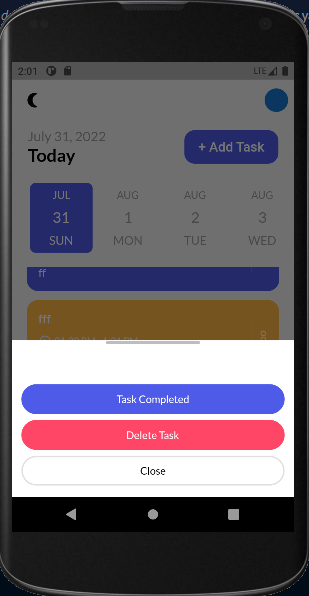 2:01
LTE
July 31, 2022
Today
+ Add Task
JUL
31
SUN
AUG
1
MON
AUG
2
TUE
AUG
3
WED
ff
fff
Task Completed
Delete Task
Close